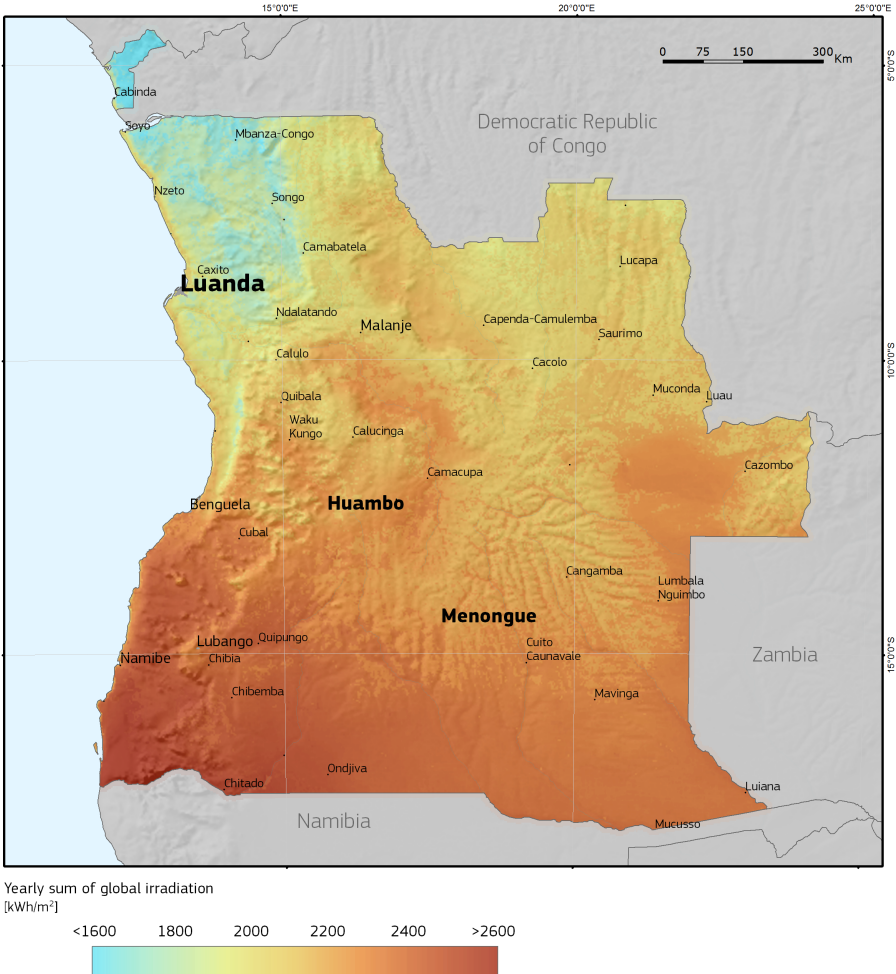 15°0'0"E
20°0'0"E
25°0'0"E
0
75
150
300
Km
5°0'0"S
Cabinda
Democratic Republic
of Congo
Soyo
Mbanza-Congo
Nzeto
Songo
Camabatela
Lucapa
Caxito
Luanda
Ndalatando
Malanje
Capenda-Camulemba
Saurimo
10°0'0"S
Calulo
Cacolo
Muconda
Luau
Quibala
Waku
Kungo
Calucinga
Cazombo
Camacupa
Benguela
Huambo
Cubal
Cangamba
Lumbala
Nguimbo
Menongue
Lubango
Quipungo
Cuito
Caunavale
Namibe
Chibia
Zambia
15°0'0"S
Chibemba
Mavinga
Ondjiva
Chitado
Luiana
Namibia
Mucusso
Yearly sum of global irradiation
[kWh/m²]
<1600
1800
2000
2200
2400
>2600